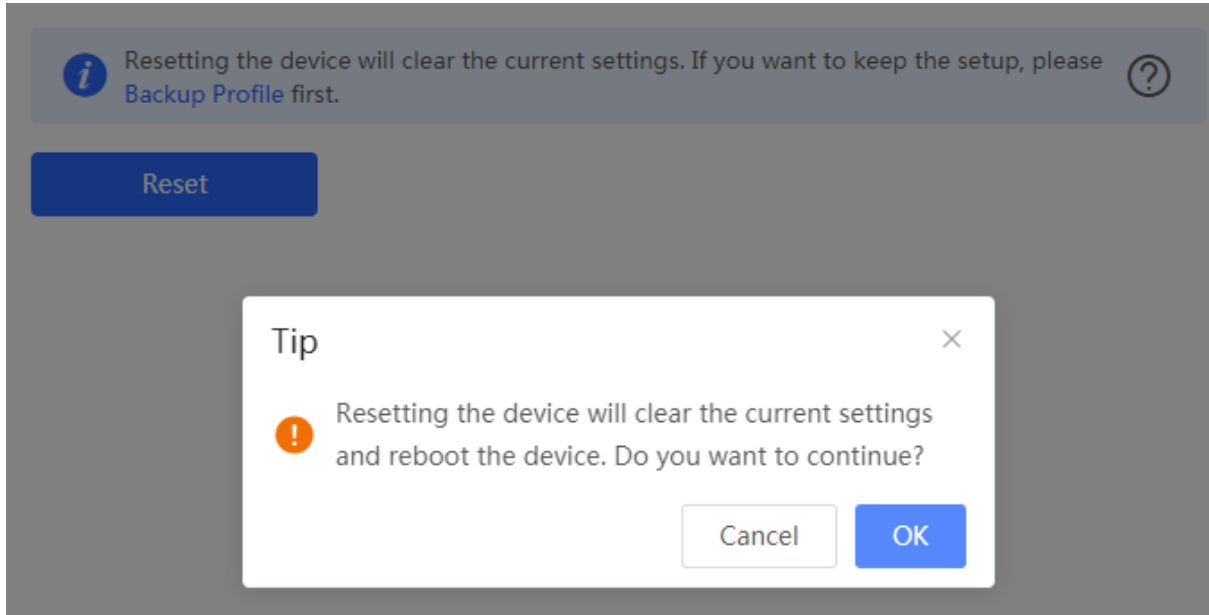 Resetting the device will clear the current settings. If you want to keep the setup, please
Backup Profile first.
Reset
Tip
Resetting the device will clear the current settings
and reboot the device. Do you want to continue?
Cancel
OK